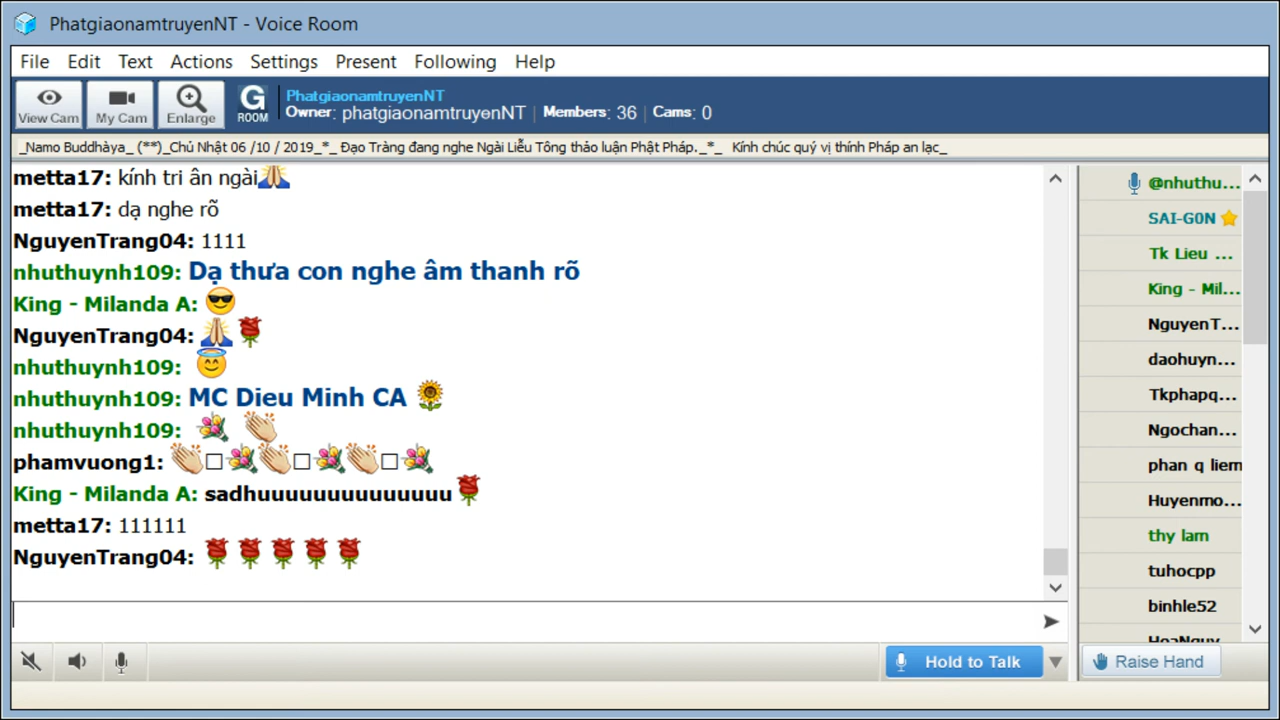 PhatgiaonamtruyenNT - Voice Room
File Edit Text Actions Settings Present Following Help
View Cam My Cam Enlarge G ROOM
PhatgiaonamtruyenNT
Owner: phatgiaonamtruyenNT | Members: 36 | Cams: 0
_Namo Buddhàya_ (**)_Chủ Nhật 06 /10 / 2019_*_ Đạo Tràng đang nghe Ngài Liễu Tông thảo luận Phật Pháp._*_ Kính chúc quý vị thính Pháp an lạc_
metta17: kính tri ân ngài🙏
metta17: dạ nghe rõ
NguyenTrang04: 1111
nhuthuynh109: Dạ thưa con nghe âm thanh rõ
King - Milanda A: 😎
NguyenTrang04: 🙏🌹
nhuthuynh109: 😇
nhuthuynh109: MC Dieu Minh CA 🌻
nhuthuynh109: 💐 👏
phamvuong1: 👏□💐👏□💐👏□💐
King - Milanda A: sadhuuuuuuuuuuuuuu🌹
metta17: 111111
NguyenTrang04: 🌹🌹🌹🌹🌹
@nhuthu...
SAI-G0N
Tk Lieu ...
King - Mil...
NguyenT...
daohuyn...
Tkphapq...
Ngochan...
phan q liem
Huyenmo...
thy lam
tuhocpp
binhle52
Hold to Talk
Raise Hand